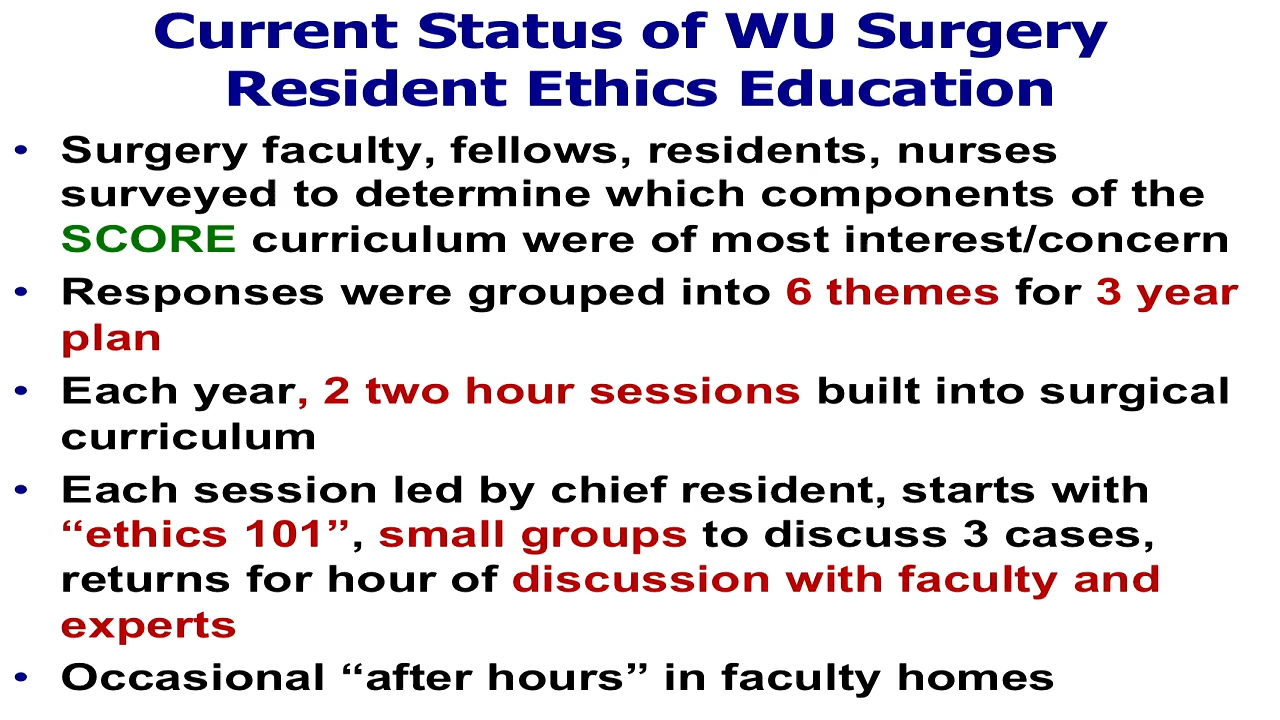 Current Status of WU Surgery
Resident Ethics Education
• Surgery faculty, fellows, residents, nurses
surveyed to determine which components of the
SCORE curriculum were of most interest/concern
• Responses were grouped into 6 themes for 3 year
plan
• Each year, 2 two hour sessions built into surgical
curriculum
• Each session led by chief resident, starts with
“ethics 101”, small groups to discuss 3 cases,
returns for hour of discussion with faculty and
experts
• Occasional “after hours” in faculty homes